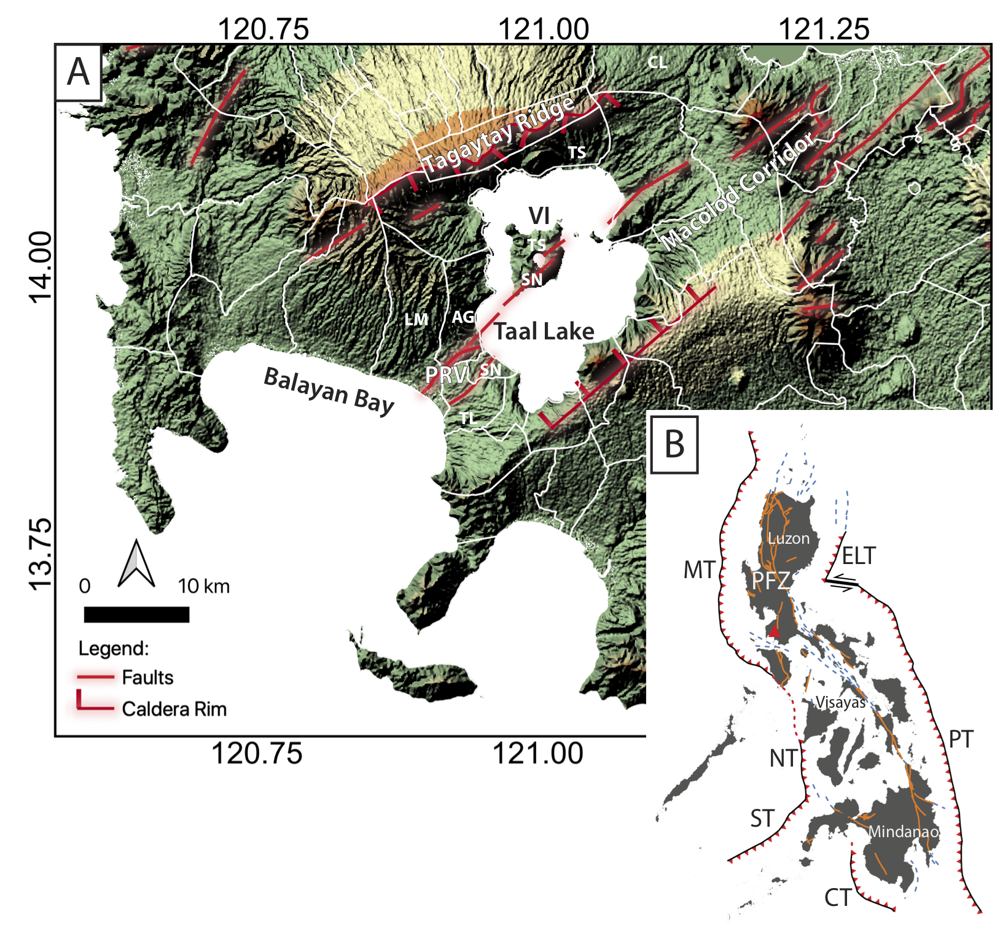 120.75
121.00
121.25
A
CL
Tagaytay Ridge
TS
Macolod Corridor
VI
TS
SN
14.00
LM
AG
Taal Lake
PRV
SN
Balayan Bay
TL
13.75
0
10 km
Legend:
Faults
Caldera Rim
120.75
121.00
B
Luzon
ELT
MT
PFZ
Visayas
PT
NT
ST
Mindanao
CT